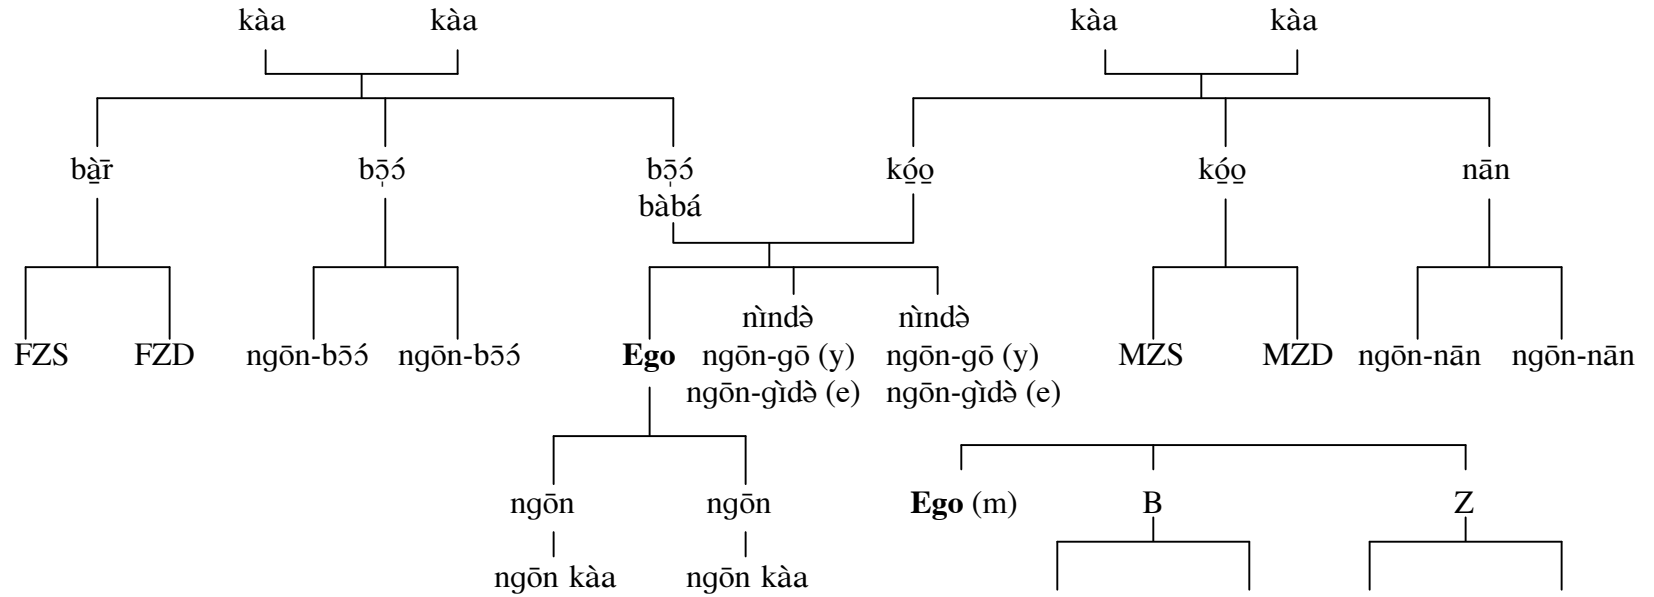 kàa kàa kàa kàa
bà̱r̄ bɔ̣̄ɔ́ bɔ̣̄ɔ́ kó̱o̱ kó̱o̱ nān
bàbá
nìndə̀ nìndə̀
FZS FZD ngōn-bɔ̄ɔ́ ngōn-bɔ̄ɔ́ Ego ngōn-gō (y) ngōn-gō (y) MZS MZD ngōn-nān ngōn-nān
ngōn-gìdə̀ (e) ngōn-gìdə̀ (e)
ngōn ngōn Ego (m) B Z
ngōn kàa ngōn kàa